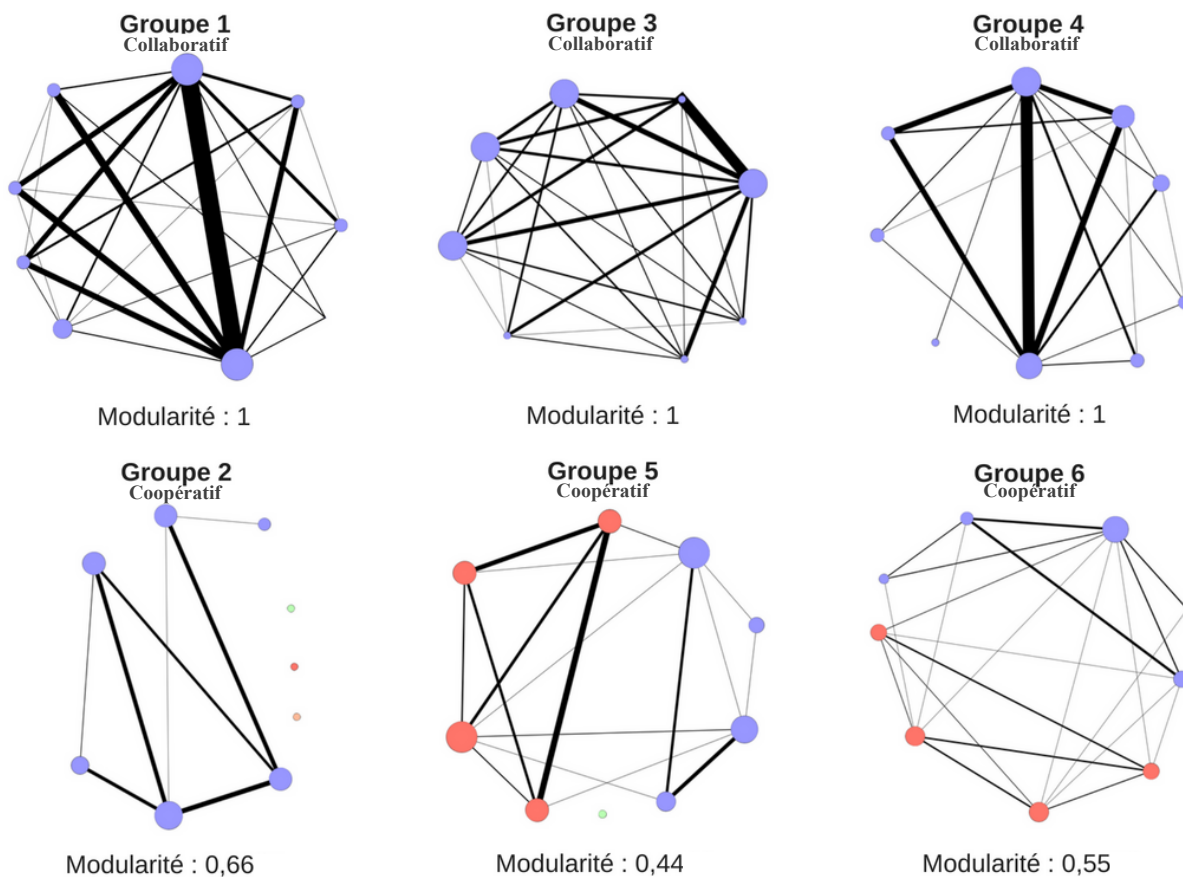 Groupe 1
Collaboratif
Groupe 3
Collaboratif
Groupe 4
Collaboratif
Modularité : 1
Modularité : 1
Modularité : 1
Groupe 2
Coopératif
Groupe 5
Coopératif
Groupe 6
Coopératif
Modularité : 0,66
Modularité : 0,44
Modularité : 0,55